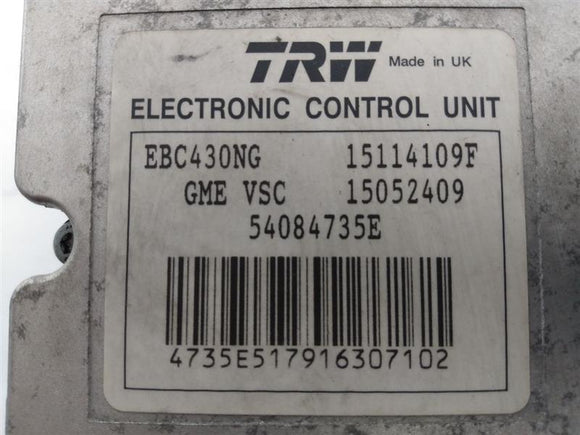 TRW Made in UK
ELECTRONIC CONTROL UNIT
EBC430NG 15114109F
GME VSC 15052409
54084735E
4735E517916307102